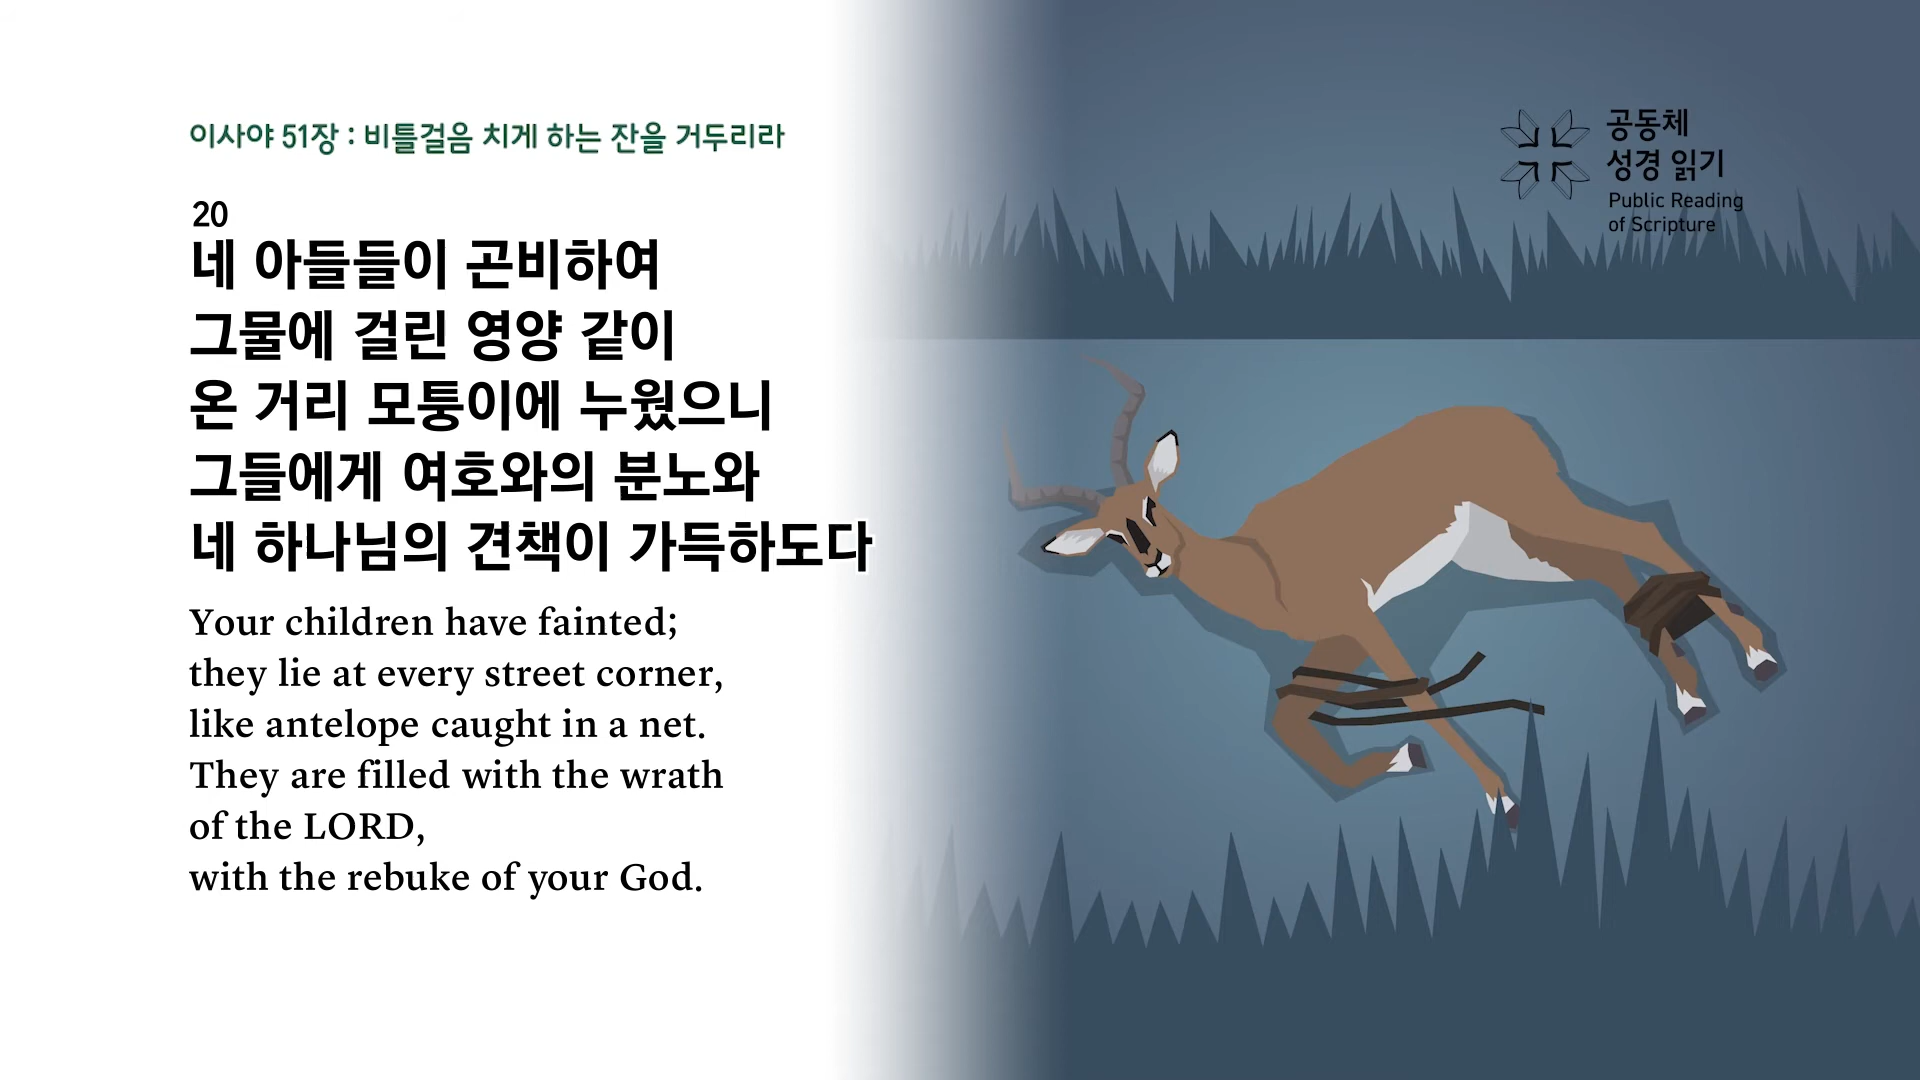 이사야 51장 : 비틀걸음 치게 하는 잔을 거두리라
20
네 아들들이 곤비하여
그물에 걸린 영양 같이
온 거리 모퉁이에 누웠으니
그들에게 여호와의 분노와
네 하나님의 견책이 가득하도다
Your children have fainted;
they lie at every street corner,
like antelope caught in a net.
They are filled with the wrath
of the LORD,
with the rebuke of your God.
공동체
성경 읽기
Public Reading
of Scripture